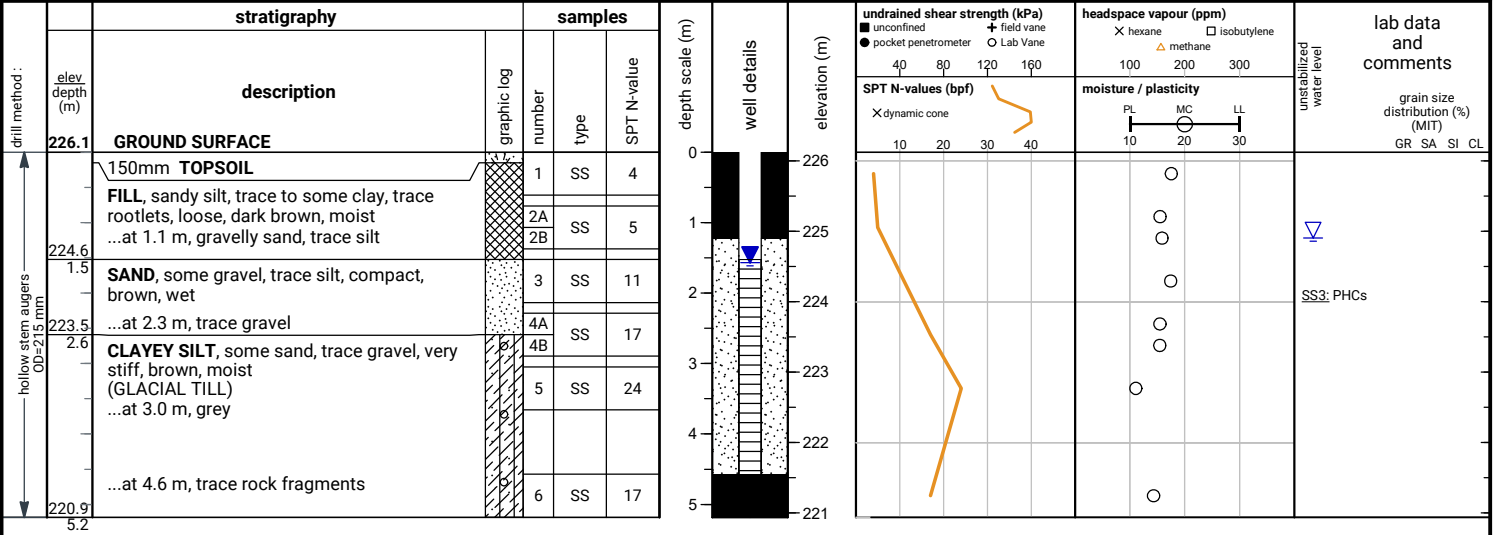 stratigraphy
samples
drill method :
elev
depth
(m)
description
graphic log
number
type
SPT N-value
depth scale (m)
well details
elevation (m)
undrained shear strength (kPa)
unconfined
field vane
pocket penetrometer
Lab Vane
40 80 120 160
SPT N-values (bpf)
dynamic cone
10 20 30 40
headspace vapour (ppm)
hexane
isobutylene
methane
100 200 300
moisture / plasticity
PL MC LL
10 20 30
unstabilized
water level
lab data
and
comments
grain size
distribution (%)
(MIT)
GR SA SI CL
226.1 GROUND SURFACE
hollow stem augers
OD=215 mm
150mm TOPSOIL
FILL, sandy silt, trace to some clay, trace
rootlets, loose, dark brown, moist
...at 1.1 m, gravelly sand, trace silt
224.6
1.5
SAND, some gravel, trace silt, compact,
brown, wet
...at 2.3 m, trace gravel
223.5
2.6
CLAYEY SILT, some sand, trace gravel, very
stiff, brown, moist
(GLACIAL TILL)
...at 3.0 m, grey
...at 4.6 m, trace rock fragments
220.9
5.2
1 SS 4
2A
2B
SS 5
3 SS 11
4A
4B
SS 17
5 SS 24
6 SS 17
0
1
2
3
4
5
226
225
224
223
222
221
SS3: PHCs